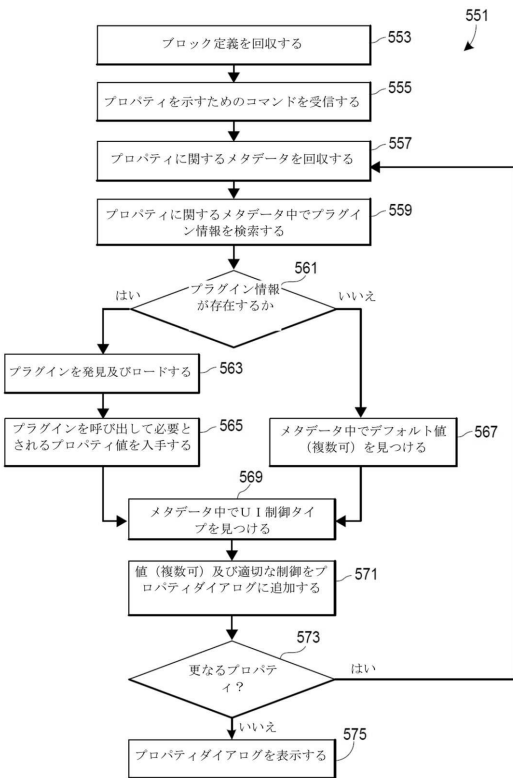 551
ブロック定義を回収する
553
プロパティを示すためのコマンドを受信する
555
プロパティに関するメタデータを回収する
557
プロパティに関するメタデータ中でプラグ
イン情報を検索する
559
561
はい
プラグイン情報
が存在するか
いいえ
プラグインを発見及びロードする
563
プラグインを呼び出して必要と
されるプロパティ値を入手する
565
メタデータ中でデフォルト値
(複数可)を見つける
567
569
メタデータ中でUI制御タイ
プを見つける
値(複数可)及び適切な制御をプ
ロパティダイアログに追加する
571
573
更なるプロパテ
ィ?
はい
いいえ
プロパティダイアログを表示する
575